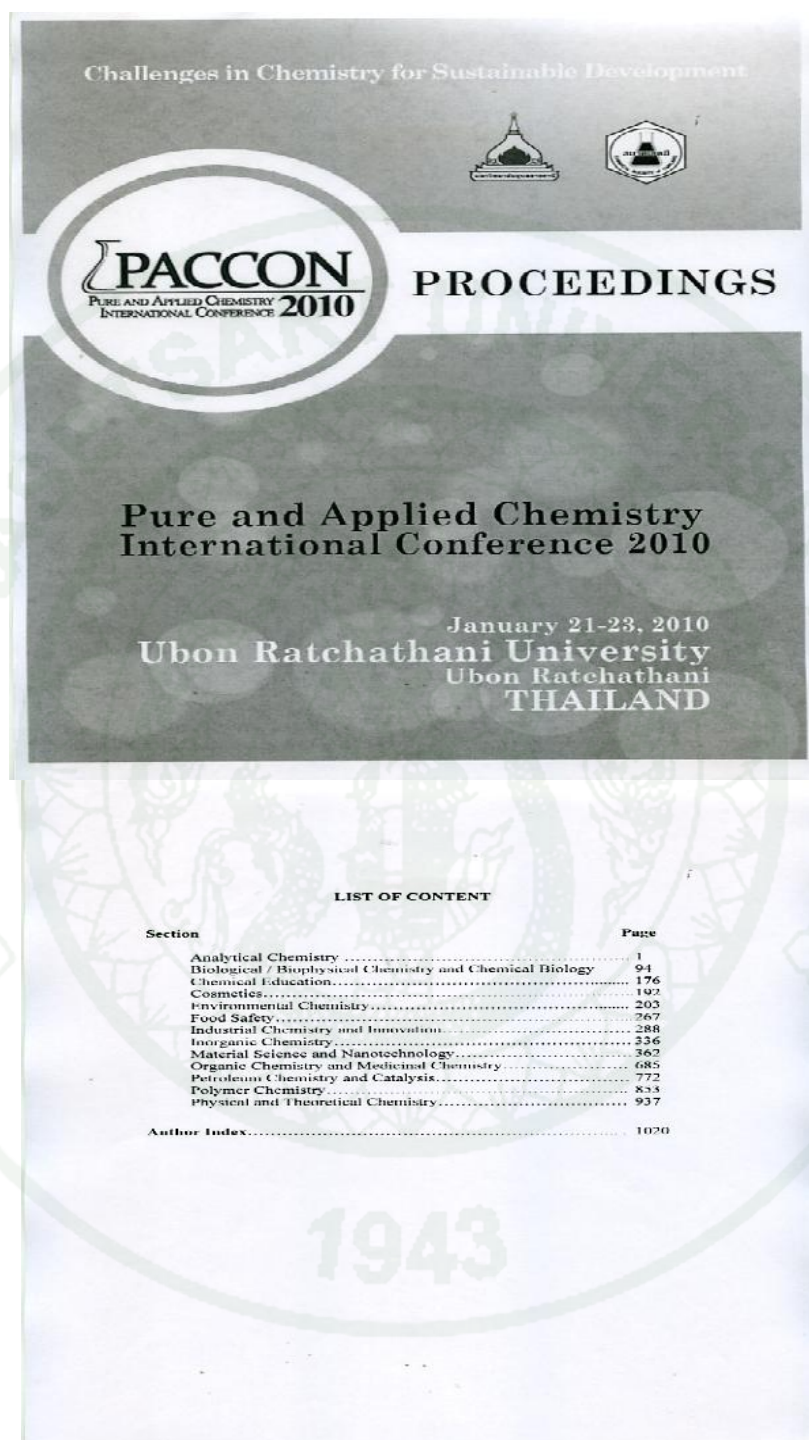 Challenges in Chemistry for Sustainable Development
PACCON
PURE AND APPLIED CHEMISTRY
INTERNATIONAL CONFERENCE 2010
PROCEEDINGS
Pure and Applied Chemistry
International Conference 2010
January 21-23, 2010
Ubon Ratchathani University
Ubon Ratchathani
THAILAND
LIST OF CONTENT
Section Page
Analytical Chemistry ........................................................ 1
Biological / Biophysical Chemistry and Chemical Biology 94
Chemical Education........................................................... 176
Cosmetics........................................................................ 192
Environmental Chemistry.................................................. 203
Food Safety...................................................................... 267
Industrial Chemistry and Innovation.................................. 288
Inorganic Chemistry.......................................................... 336
Material Science and Nanotechnology................................ 362
Organic Chemistry and Medicinal Chemistry...................... 685
Petroleum Chemistry and Catalysis.................................... 772
Polymer Chemistry............................................................ 833
Physical and Theoretical Chemistry.................................... 937
Author Index..................................................................... 1020
1943